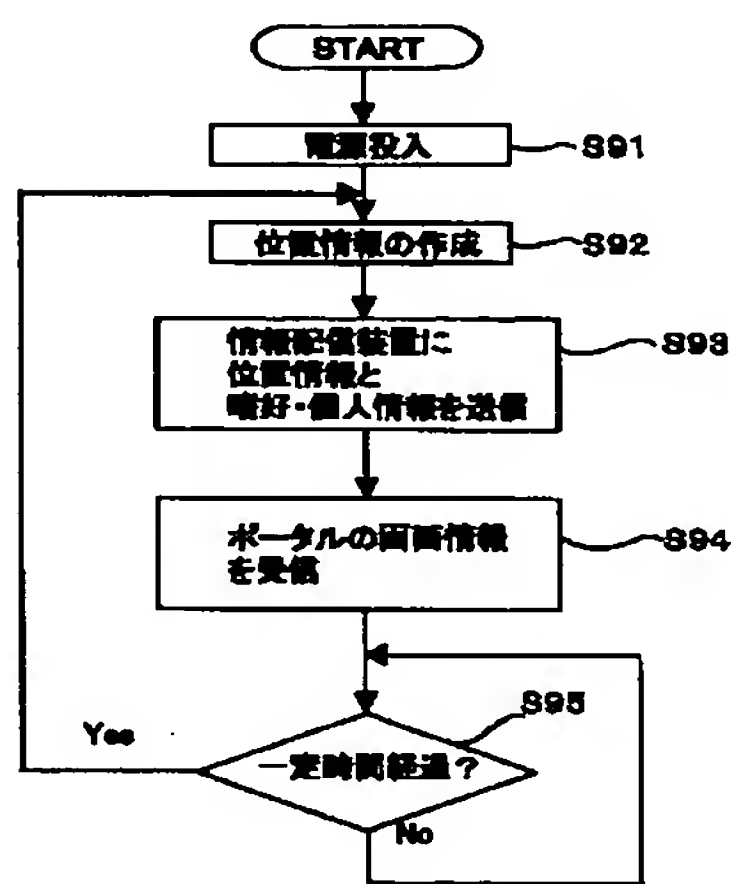 START
電源投入
S91
位置情報の作成
S92
情報配信装置に
位置情報と
嗜好・個人情報を送信
S93
ポータルの画面情報
を受信
S94
S95
Yes
一定時間経過？
No